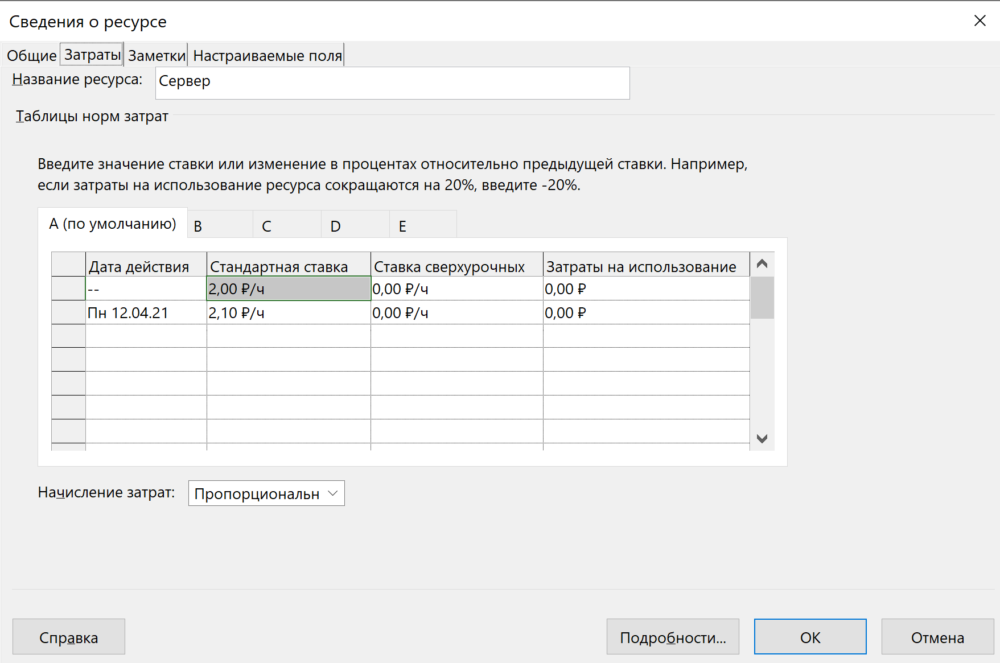 Сведения о ресурсе
Общие Затраты Заметки Настраиваемые поля
Название ресурса: Сервер
Таблицы норм затрат
Введите значение ставки или изменение в процентах относительно предыдущей ставки. Например,
если затраты на использование ресурса сокращаются на 20%, введите -20%.
A (по умолчанию) B C D E
Дата действия Стандартная ставка Ставка сверхурочных Затраты на использование
-- 2,00 ₽/ч 0,00 ₽/ч 0,00 ₽
Пн 12.04.21 2,10 ₽/ч 0,00 ₽/ч 0,00 ₽
Начисление затрат: Пропорциональн
Справка Подробности... ОК Отмена